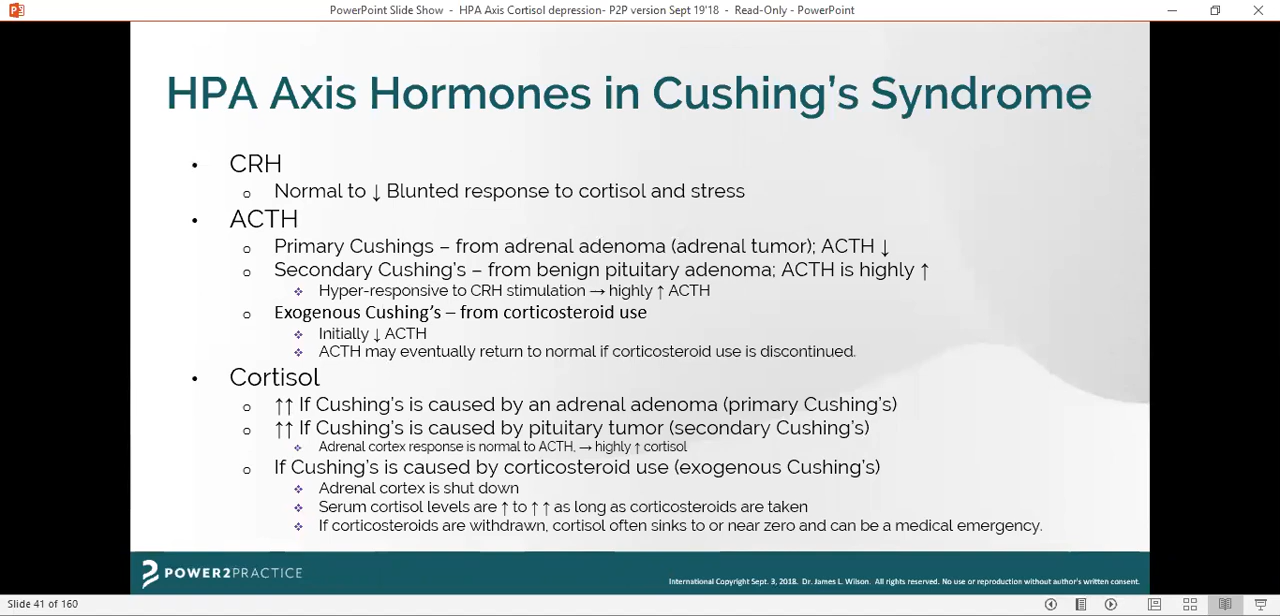 PowerPoint Slide Show - HPA Axis Cortisol depression- P2P version Sept 19'18 - Read-Only - PowerPoint
HPA Axis Hormones in Cushing's Syndrome
• CRH
o Normal to ↓ Blunted response to cortisol and stress
• ACTH
o Primary Cushings – from adrenal adenoma (adrenal tumor); ACTH ↓
o Secondary Cushing's – from benign pituitary adenoma; ACTH is highly ↑
❖ Hyper-responsive to CRH stimulation → highly ↑ ACTH
o Exogenous Cushing's – from corticosteroid use
❖ Initially ↓ ACTH
❖ ACTH may eventually return to normal if corticosteroid use is discontinued.
• Cortisol
o ↑↑ If Cushing's is caused by an adrenal adenoma (primary Cushing's)
o ↑↑ If Cushing's is caused by pituitary tumor (secondary Cushing's)
❖ Adrenal cortex response is normal to ACTH, → highly ↑ cortisol
o If Cushing's is caused by corticosteroid use (exogenous Cushing's)
❖ Adrenal cortex is shut down
❖ Serum cortisol levels are ↑ to ↑ ↑ as long as corticosteroids are taken
❖ If corticosteroids are withdrawn, cortisol often sinks to or near zero and can be a medical emergency.
POWER2PRACTICE
International Copyright Sept. 3, 2018. Dr. James L. Wilson. All rights reserved. No use or reproduction without author's written consent.
Slide 41 of 160